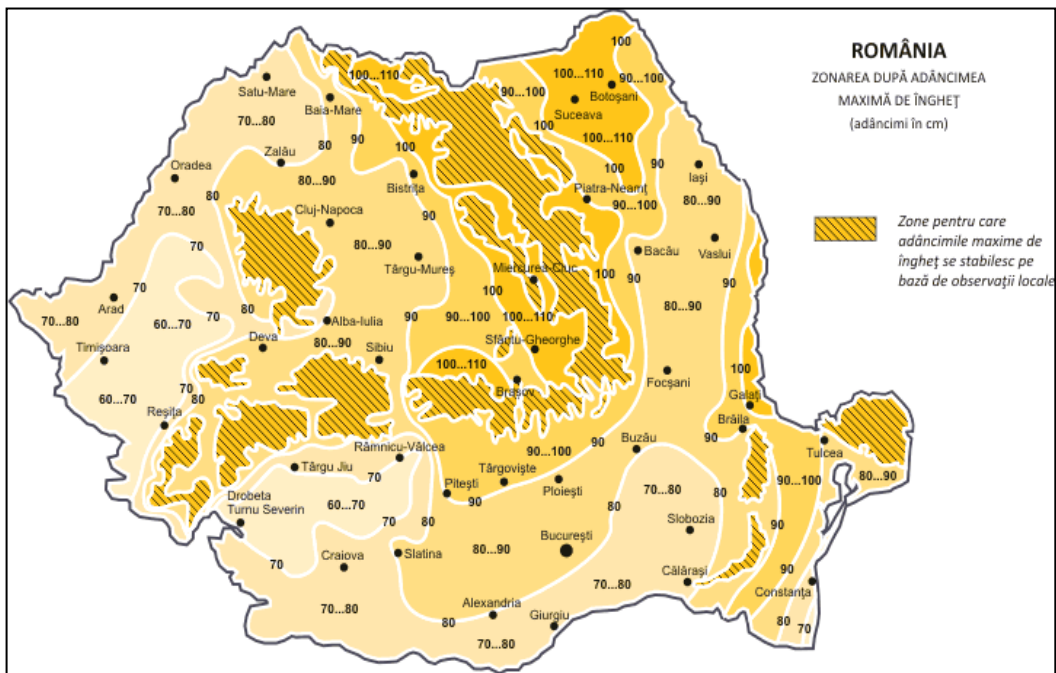 ROMÂNIA
ZONAREA DUPĂ ADÂNCIMEA
MAXIMĂ DE ÎNGHEŢ
(adâncimi în cm)
Zone pentru care
adâncimile maxime de
îngheţ se stabilesc pe
bază de observaţii locale
100
100...110
100...110
90...100
90...100
Satu-Mare
Baia-Mare
Botoşani
Suceava
70...80
80
90
100
100
100...110
Zalău
Oradea
80
80...90
Bistriţa
100
90
Iaşi
Piatra-Neamţ
80...90
90...100
70...80
Cluj-Napoca
90
80...90
Târgu-Mureş
Bacău
Vaslui
70
100
Miercurea-Ciuc
100
90
70
Arad
60...70
70
80
Alba-Iulia
90
90...100
100...110
80...90
70...80
Timişoara
Deva
80...90
Sibiu
Sfântu-Gheorghe
100...110
Braşov
Focşani
100
Galaţi
60...70
70
80
Reşiţa
Brăila
90
90
Râmnicu-Vâlcea
Buzău
Tulcea
90...100
Târgu Jiu
70
Târgovişte
Piteşti
Ploieşti
80...90
90...100
Drobeta
Turnu Severin
60...70
90
70...80
80
70
80
80
Slobozia
90
80...90
Bucureşti
Craiova
Slatina
70
Călăraşi
90
Constanţa
70...80
70...80
Alexandria
Giurgiu
80
80
70
70...80